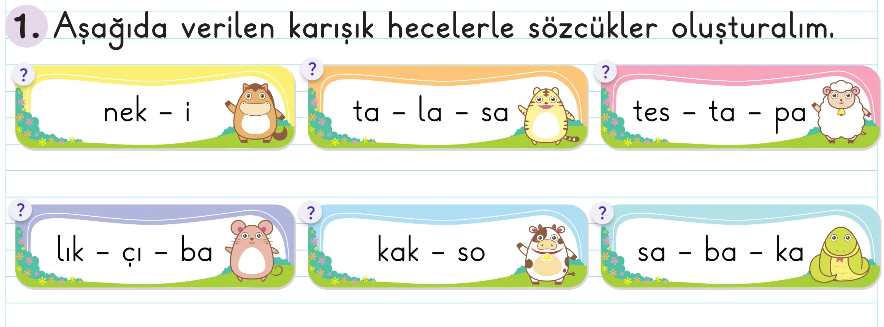 1. Aşağıda verilen karışık hecelerle sözcükler oluşturalım.
? ? ?
nek – i ta – la – sa tes – ta – pa
? ? ?
lık – çı – ba kak – so sa – ba – ka